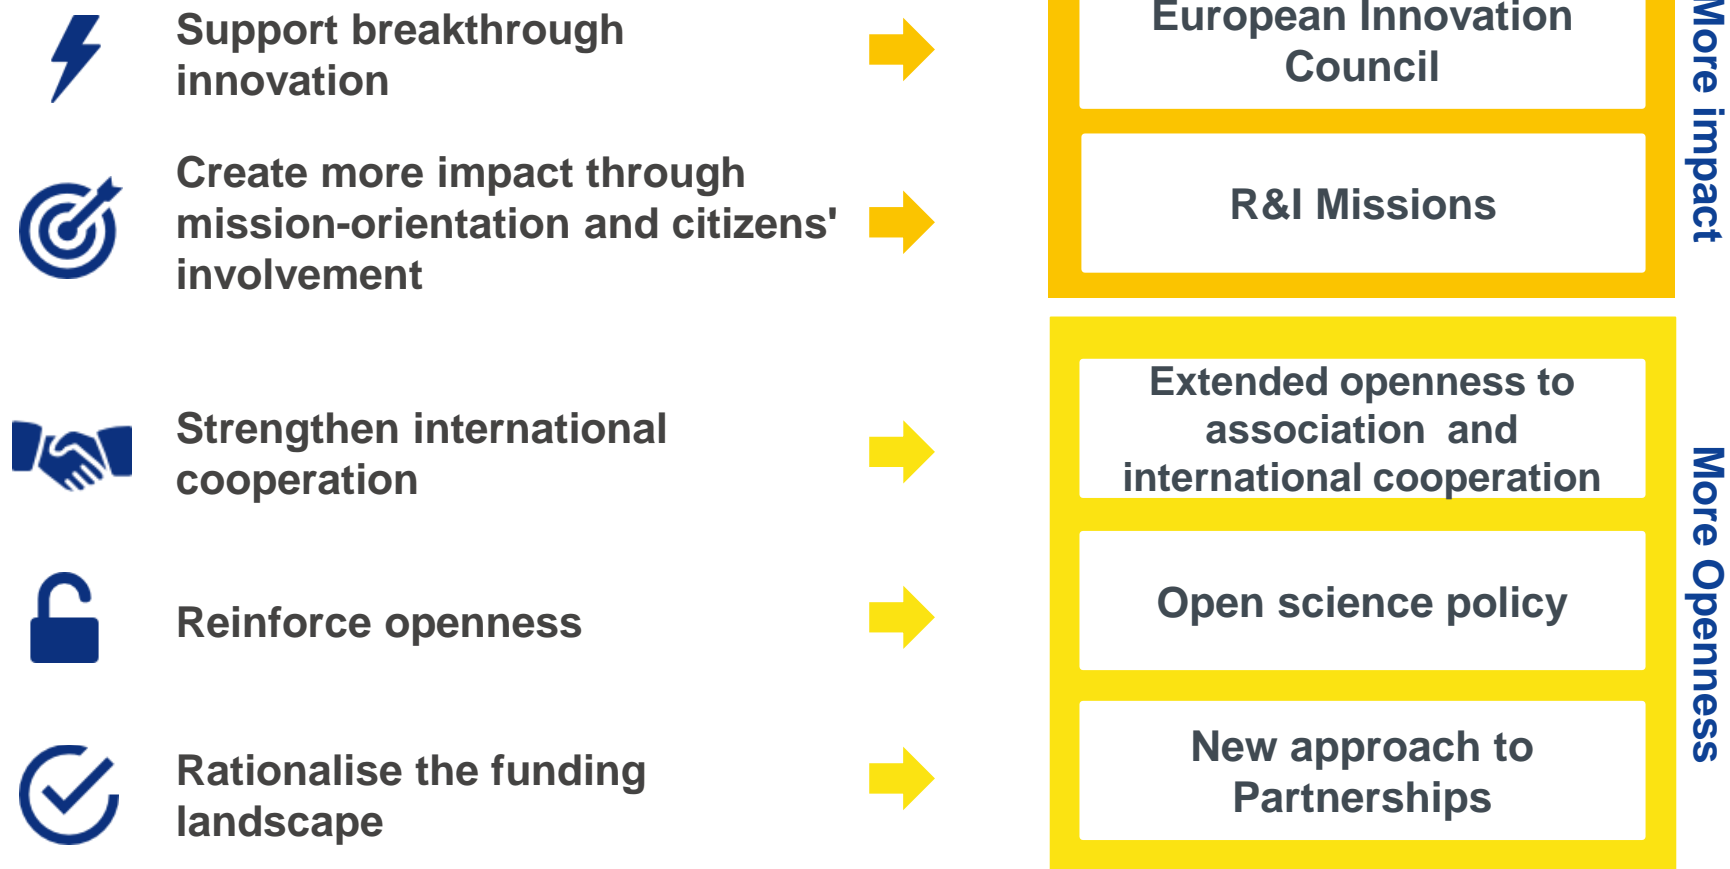 Support breakthrough
innovation
European Innovation
Council
Create more impact through
mission-orientation and citizens'
involvement
R&I Missions
More impact
Strengthen international
cooperation
Extended openness to
association and
international cooperation
Reinforce openness
Open science policy
Rationalise the funding
landscape
New approach to
Partnerships
More Openness